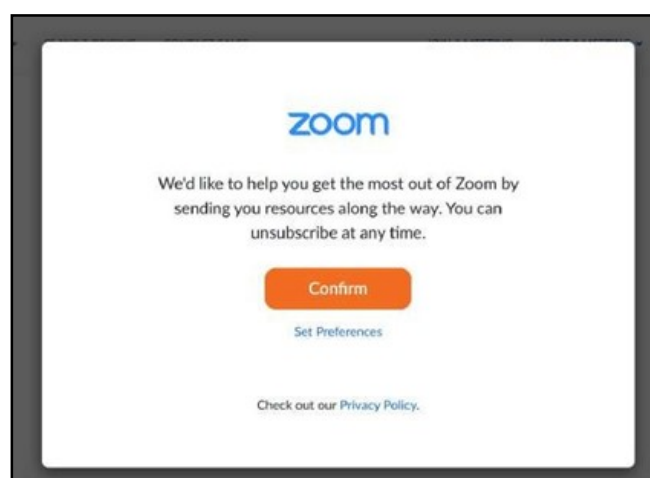 zoom
We'd like to help you get the most out of Zoom by
sending you resources along the way. You can
unsubscribe at any time.
Confirm
Set Preferences
Check out our Privacy Policy.